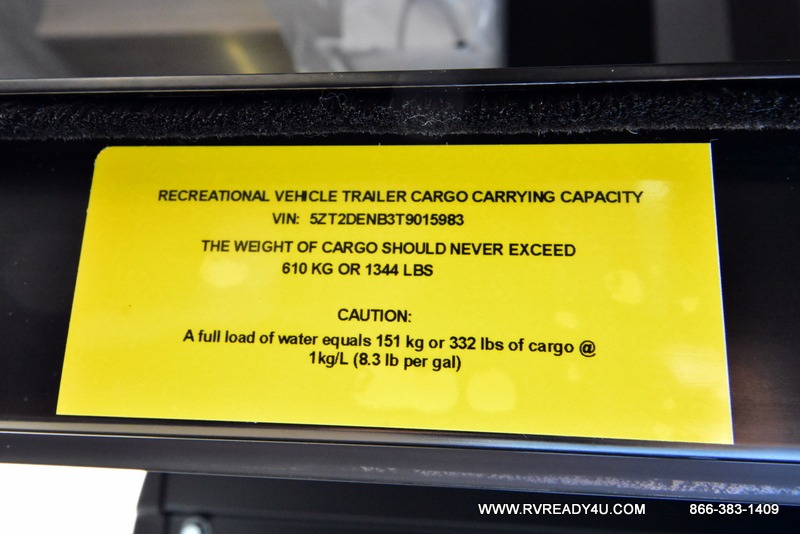 RECREATIONAL VEHICLE TRAILER CARGO CARRYING CAPACITY
VIN: 5ZT2DENB3T9015983
THE WEIGHT OF CARGO SHOULD NEVER EXCEED
610 KG OR 1344 LBS
CAUTION:
A full load of water equals 151 kg or 332 lbs of cargo @
1kg/L (8.3 lb per gal)
WWW.RVREADY4U.COM 866-383-1409